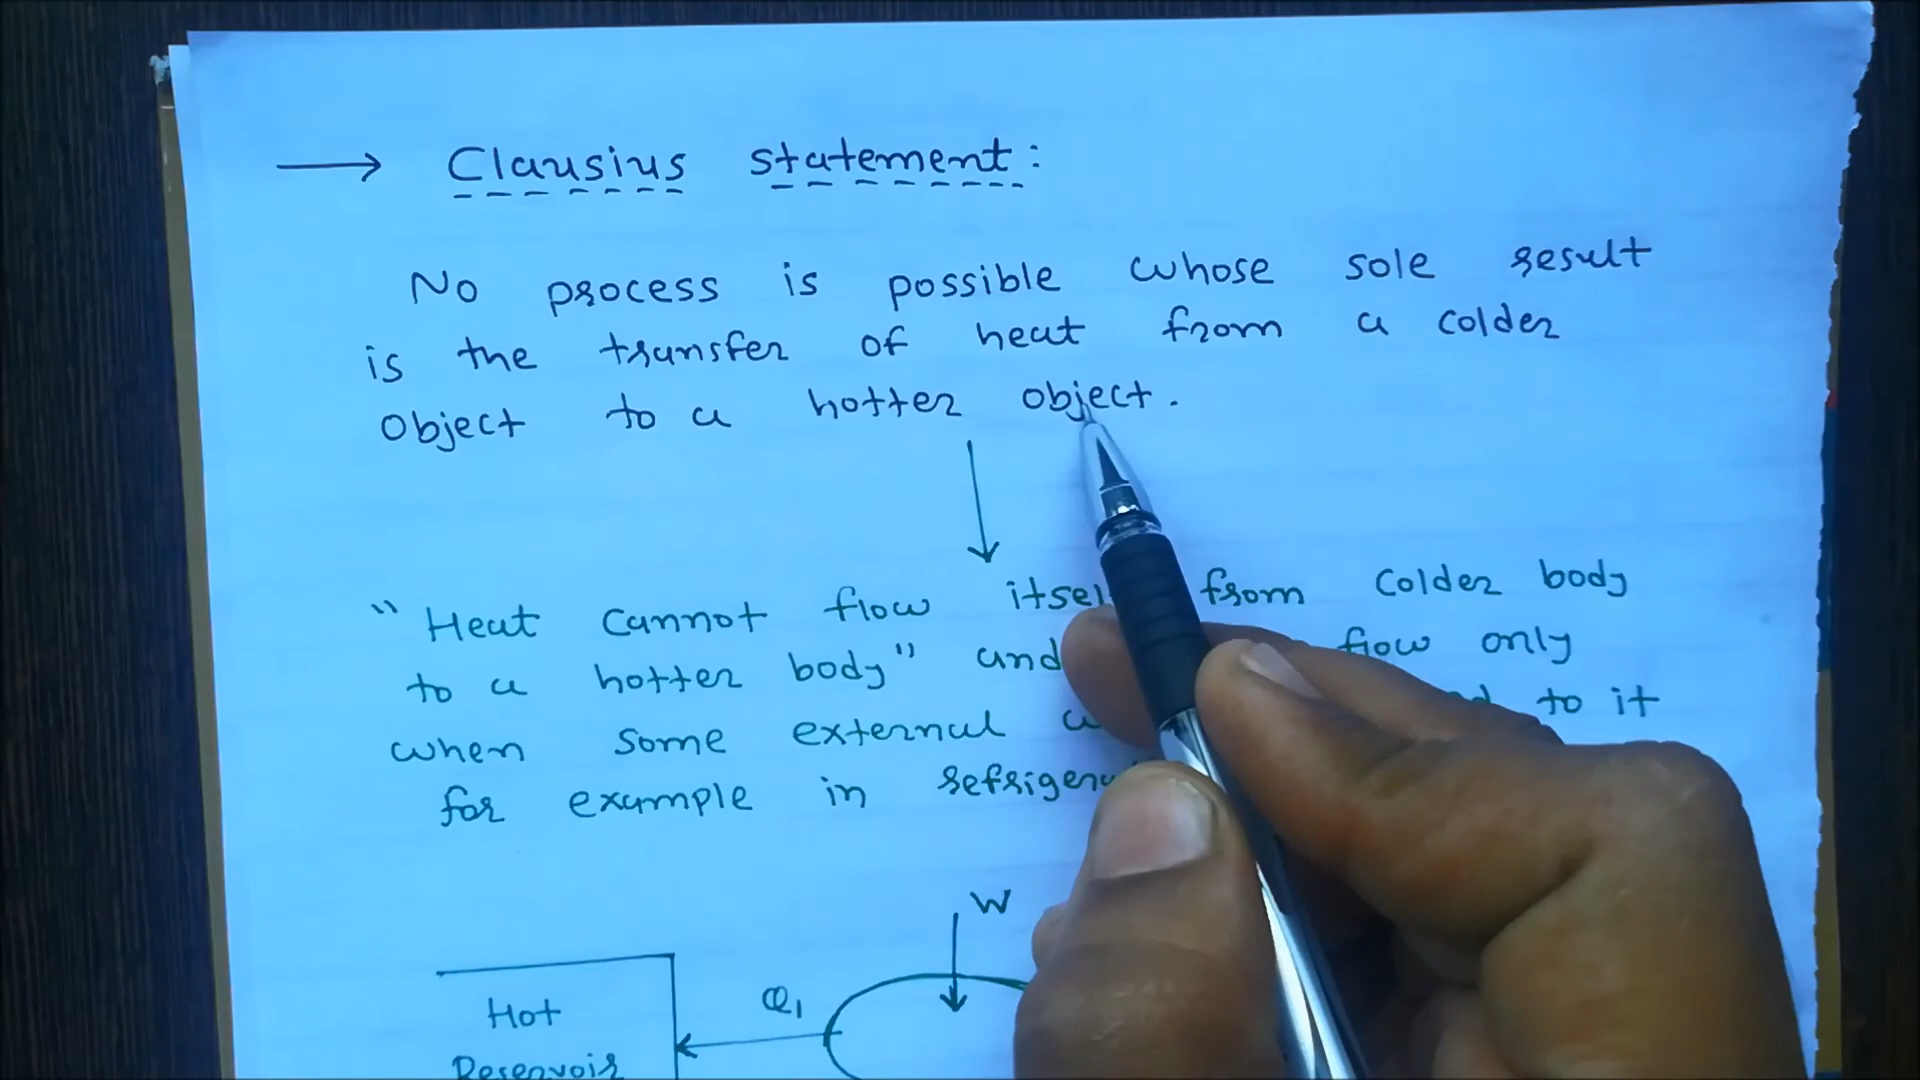 Clausius statement:
No process is possible whose sole result
is the transfer of heat from a colder
object to a hotter object.
"Heat cannot flow from colder body
to a hotter body" and flow only
when some external to it
for example in
W
Q1
Hot
Reservoir